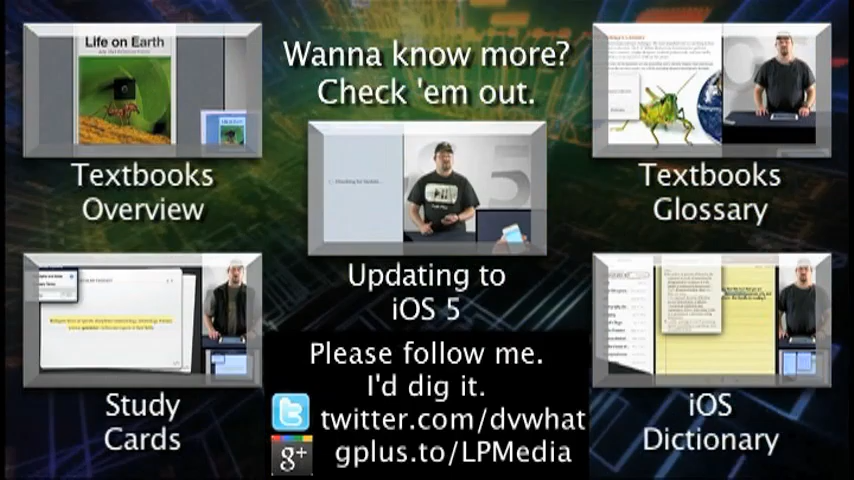 Life on Earth
Wanna know more?
Check 'em out.
Textbooks
Overview
Textbooks
Glossary
Updating to
iOS 5
Study
Cards
Please follow me.
I'd dig it.
twitter.com/dvwhat
g+
gplus.to/LPMedia
iOS
Dictionary